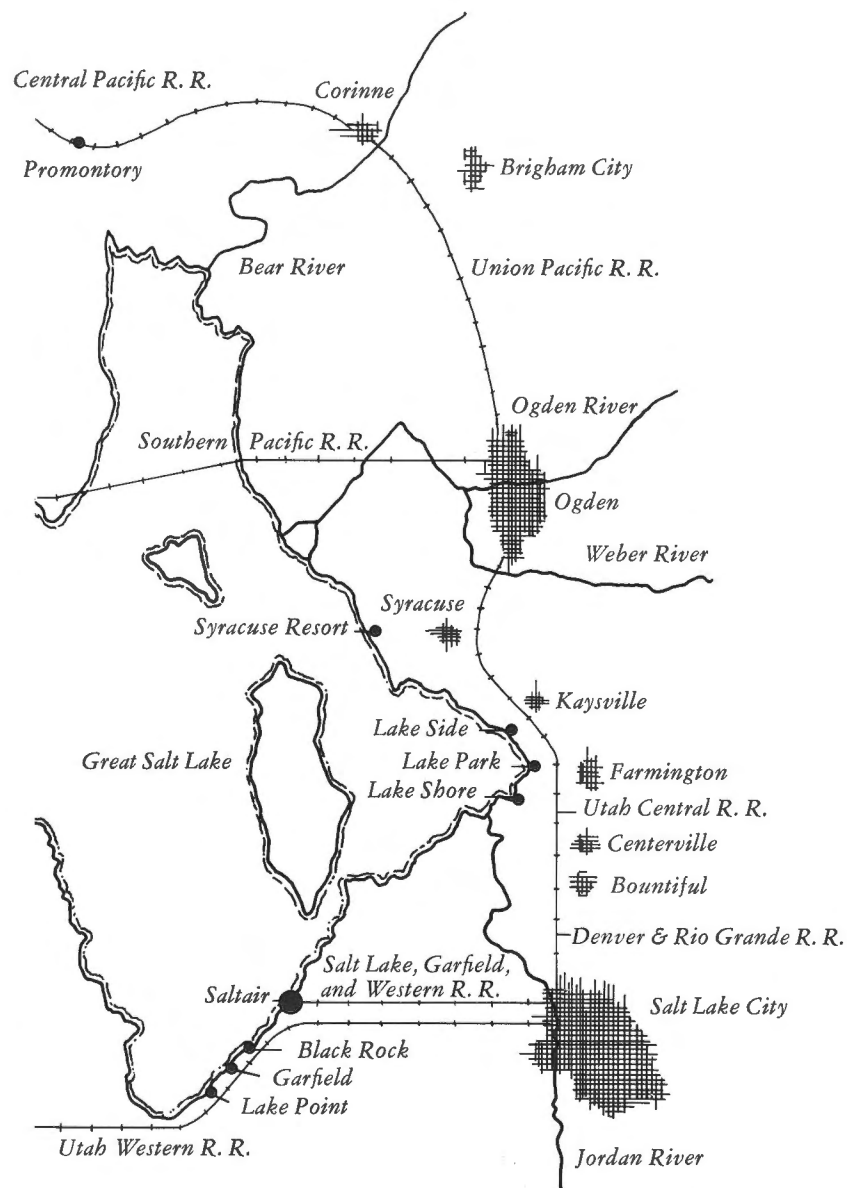 Central Pacific R. R.
Corinne
Promontory
Brigham City
Bear River
Union Pacific R. R.
Ogden River
Southern Pacific R. R.
Ogden
Weber River
Syracuse
Syracuse Resort
Kaysville
Lake Side
Great Salt Lake
Lake Park
Farmington
Lake Shore
Utah Central R. R.
Centerville
Bountiful
Denver & Rio Grande R. R.
Salt Lake, Garfield,
and Western R. R.
Saltair
Salt Lake City
Black Rock
Garfield
Lake Point
Utah Western R. R.
Jordan River